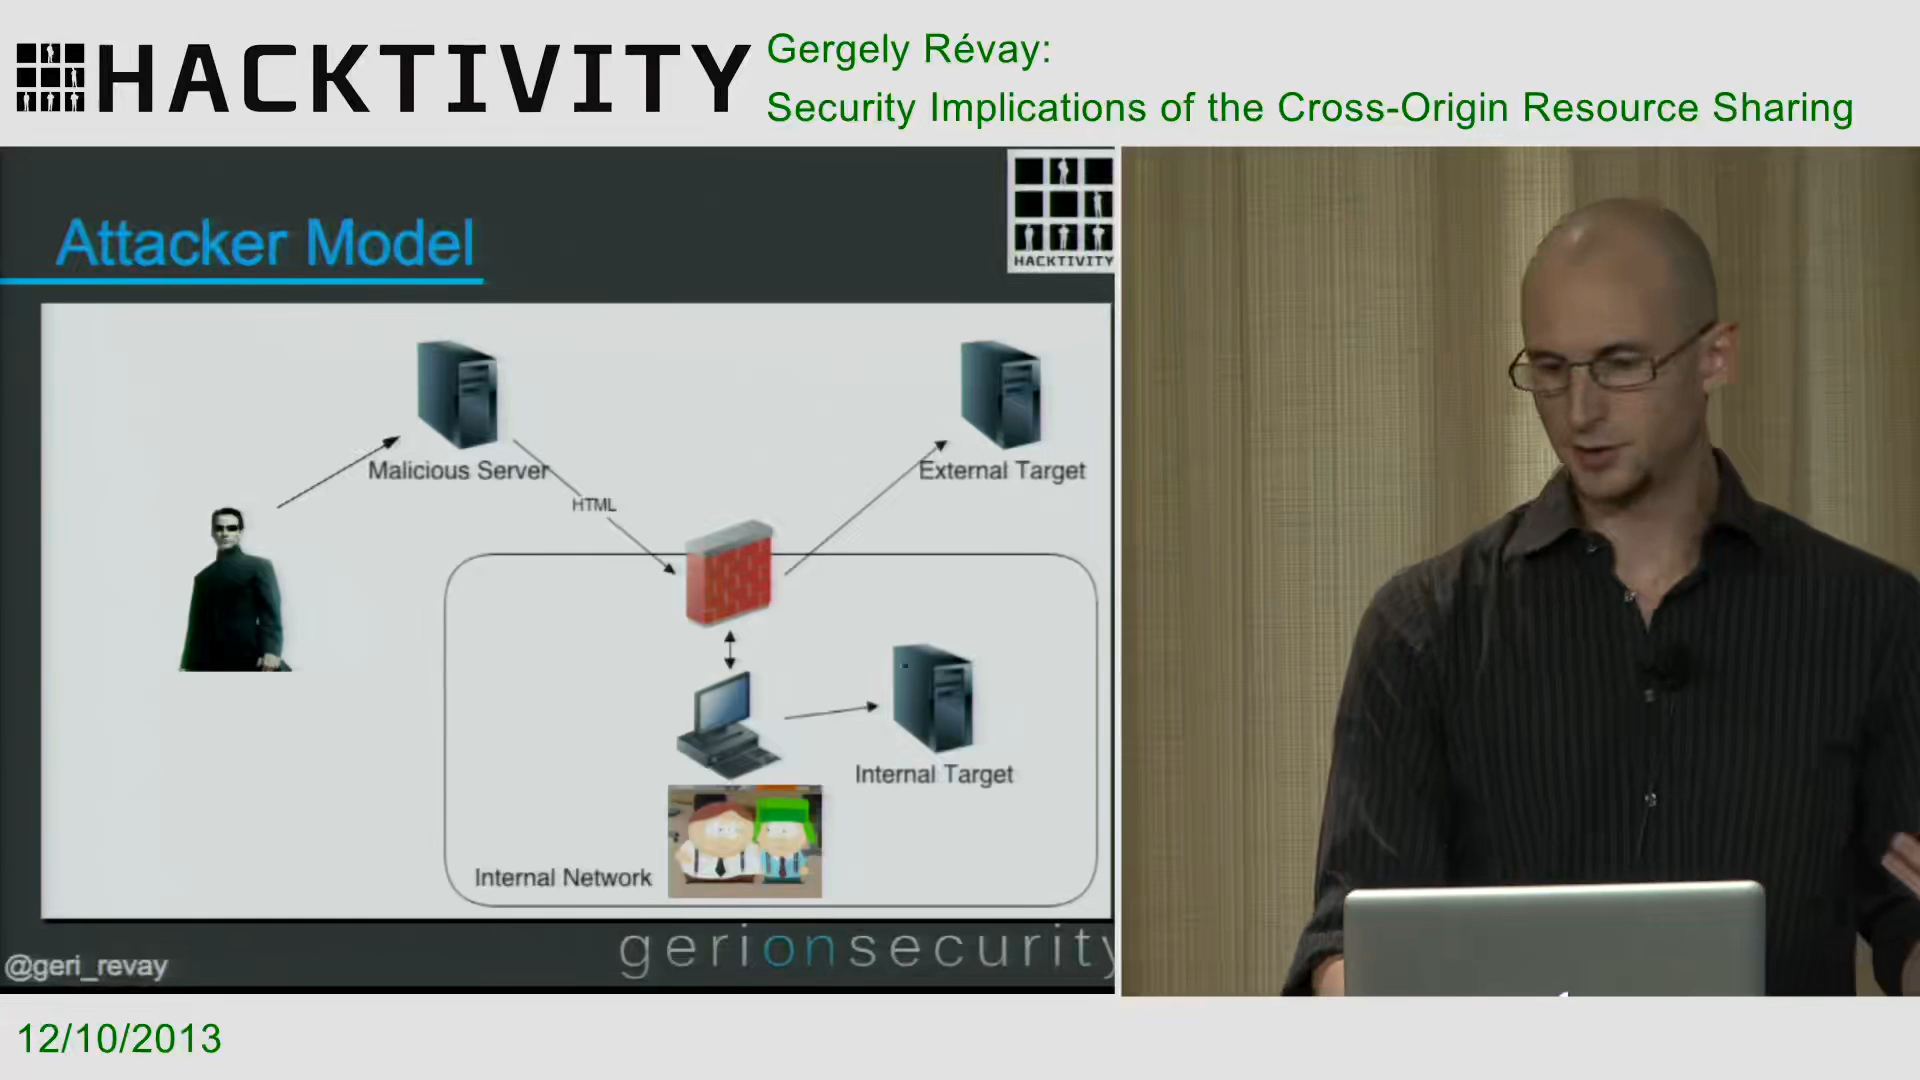 HACKTIVITY
Gergely Révay:
Security Implications of the Cross-Origin Resource Sharing
Attacker Model
HACKTIVITY
Malicious Server
External Target
HTML
Internal Target
Internal Network
@geri_revay
gerionsecurity
12/10/2013